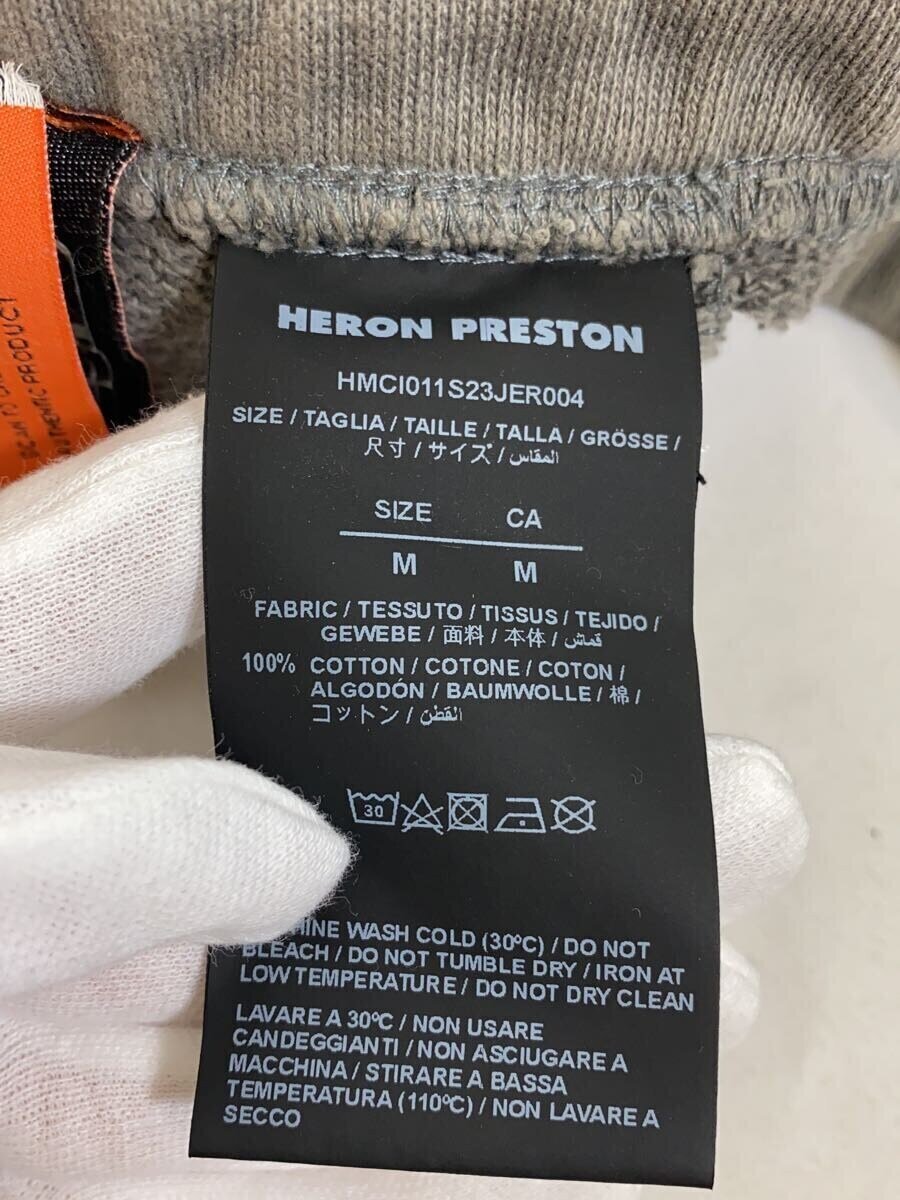 HERON PRESTON
HMCI011S23JER004
SIZE / TAGLIA / TAILLE / TALLA / GRÖSSE /
尺寸 / サイズ / المقاس
SIZE CA
M M
FABRIC / TESSUTO / TISSUS / TEJIDO /
GEWEBE / 面料 / 本体 / قماش
100% COTTON / COTONE / COTON /
ALGODÓN / BAUMWOLLE / 棉 /
コットン / القطن
30
WASH COLD (30ºC) / DO NOT
BLEACH / DO NOT TUMBLE DRY / IRON AT
LOW TEMPERATURE / DO NOT DRY CLEAN
LAVARE A 30ºC / NON USARE
CANDEGGIANTI / NON ASCIUGARE A
MACCHINA / STIRARE A BASSA
TEMPERATURA (110ºC) / NON LAVARE A
SECCO
PRODUCT